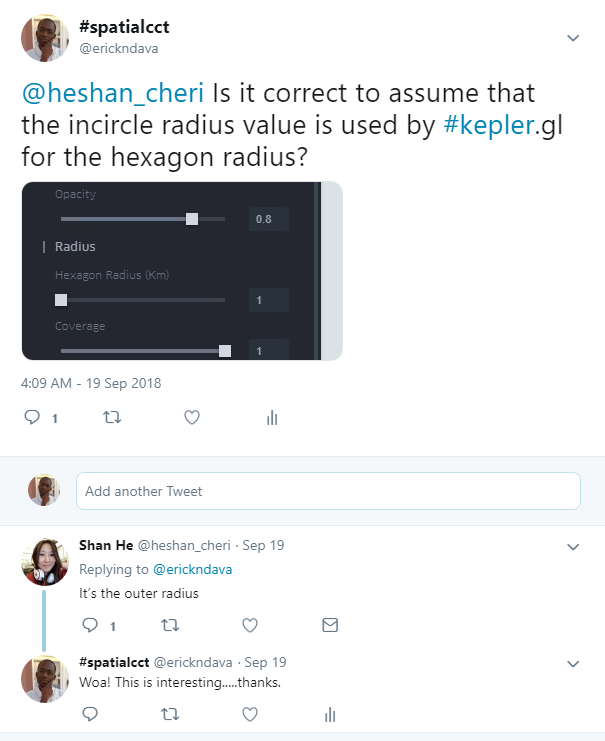 #spatialcct
@erickndava
@heshan_cheri Is it correct to assume that
the incircle radius value is used by #kepler.gl
for the hexagon radius?
Opacity
0.8
| Radius
Hexagon Radius (Km)
1
Coverage
1
4:09 AM - 19 Sep 2018
1
Add another Tweet
Shan He @heshan_cheri · Sep 19
Replying to @erickndava
It's the outer radius
1
#spatialcct @erickndava · Sep 19
Woa! This is interesting.....thanks.